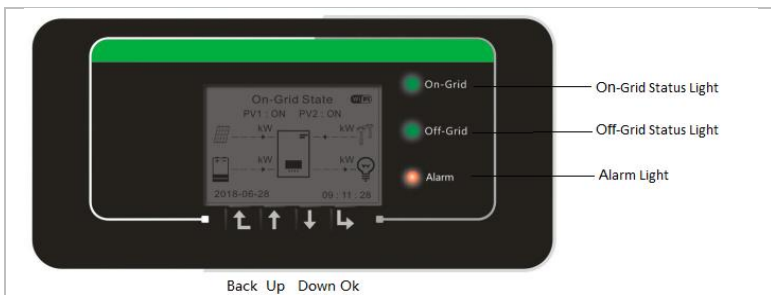 On-Grid State WiFi
PV1 : ON PV2 : ON
kW kW
kW kW
2018-06-28 09 : 11 : 28
On-Grid
Off-Grid
Alarm
On-Grid Status Light
Off-Grid Status Light
Alarm Light
Back Up Down Ok